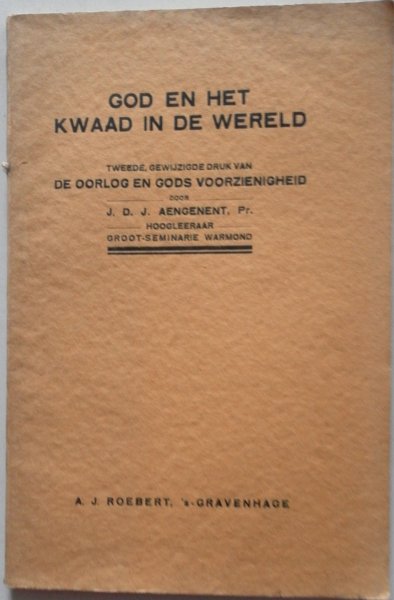 GOD EN HET
KWAAD IN DE WERELD
TWEEDE, GEWIJZIGDE DRUK VAN
DE OORLOG EN GODS VOORZIENIGHEID
DOOR
J. D. J. AENGENENT, Pr.
HOOGLEERAAR
GROOT-SEMINARIE WARMOND
A. J. ROEBERT, 's-GRAVENHAGE